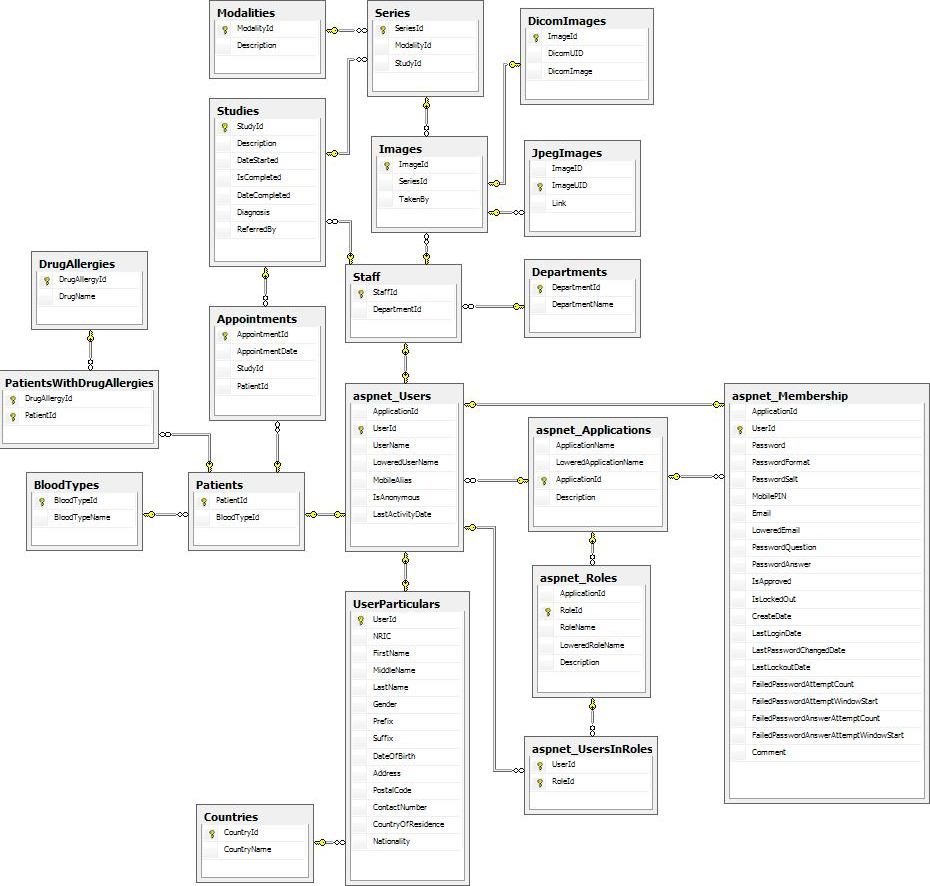 Modalities
ModalityId
Description
Series
SeriesId
ModalityId
StudyId
DicomImages
ImageId
DicomUID
DicomImage
Studies
StudyId
Description
DateStarted
IsCompleted
DateCompleted
Diagnosis
ReferredBy
Images
ImageId
SeriesId
TakenBy
JpegImages
ImageID
ImageUID
Link
DrugAllergies
DrugAllergyId
DrugName
Staff
StaffId
DepartmentId
Departments
DepartmentId
DepartmentName
Appointments
AppointmentId
AppointmentDate
StudyId
PatientId
PatientsWithDrugAllergies
DrugAllergyId
PatientId
aspnet_Users
ApplicationId
UserId
UserName
LoweredUserName
MobileAlias
IsAnonymous
LastActivityDate
aspnet_Applications
ApplicationName
LoweredApplicationName
ApplicationId
Description
aspnet_Membership
ApplicationId
UserId
Password
PasswordFormat
PasswordSalt
MobilePIN
Email
LoweredEmail
PasswordQuestion
PasswordAnswer
IsApproved
IsLockedOut
CreateDate
LastLoginDate
LastPasswordChangedDate
LastLockoutDate
FailedPasswordAttemptCount
FailedPasswordAttemptWindowStart
FailedPasswordAnswerAttemptCount
FailedPasswordAnswerAttemptWindowStart
Comment
BloodTypes
BloodTypeId
BloodTypeName
Patients
PatientId
BloodTypeId
aspnet_Roles
ApplicationId
RoleId
RoleName
LoweredRoleName
Description
UserParticulars
UserId
NRIC
FirstName
MiddleName
LastName
Gender
Prefix
Suffix
DateOfBirth
Address
PostalCode
ContactNumber
CountryOfResidence
Nationality
aspnet_UsersInRoles
UserId
RoleId
Countries
CountryId
CountryName